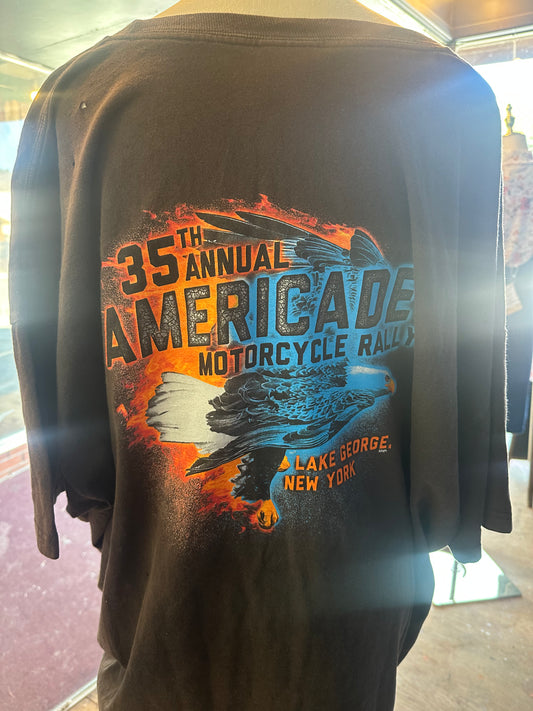 35TH
ANNUAL
AMERICADE
MOTORCYCLE RALLY
LAKE GEORGE,
NEW YORK